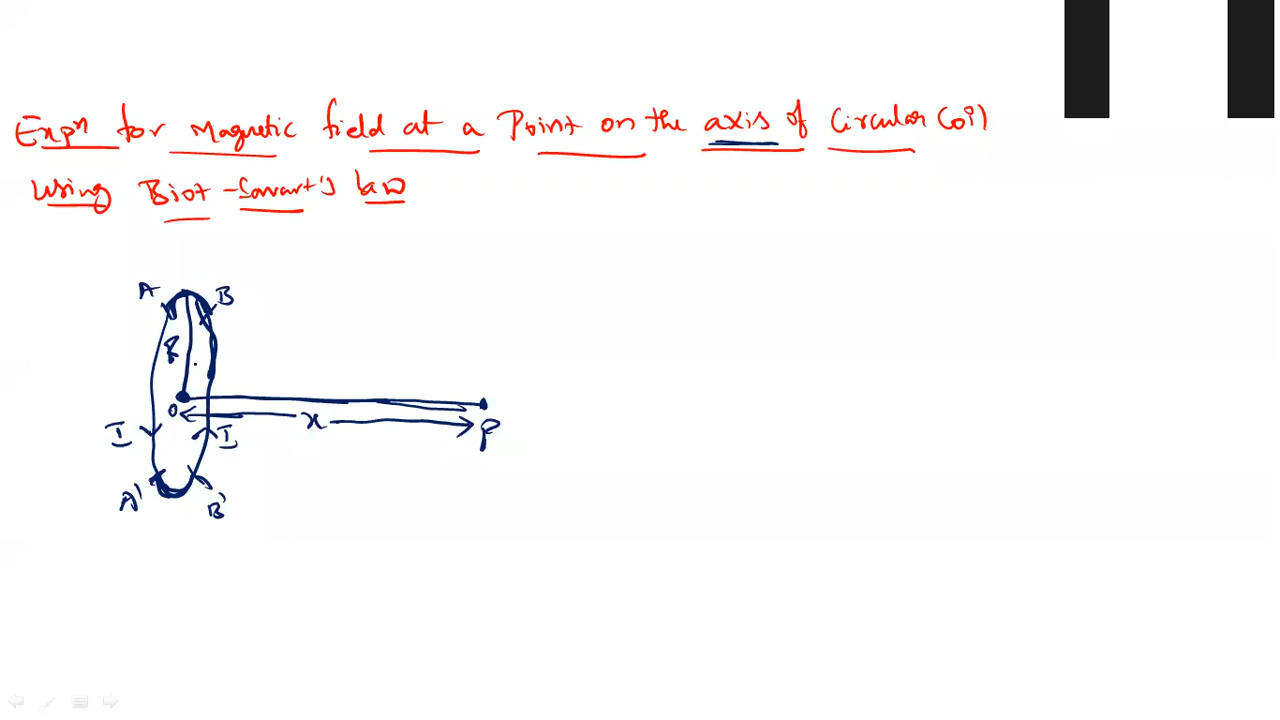 Expⁿ for Magnetic field at a Point on the axis of Circular Coil
Using Biot-Savart's law
A B
R
O
x
P
I I
A' B'